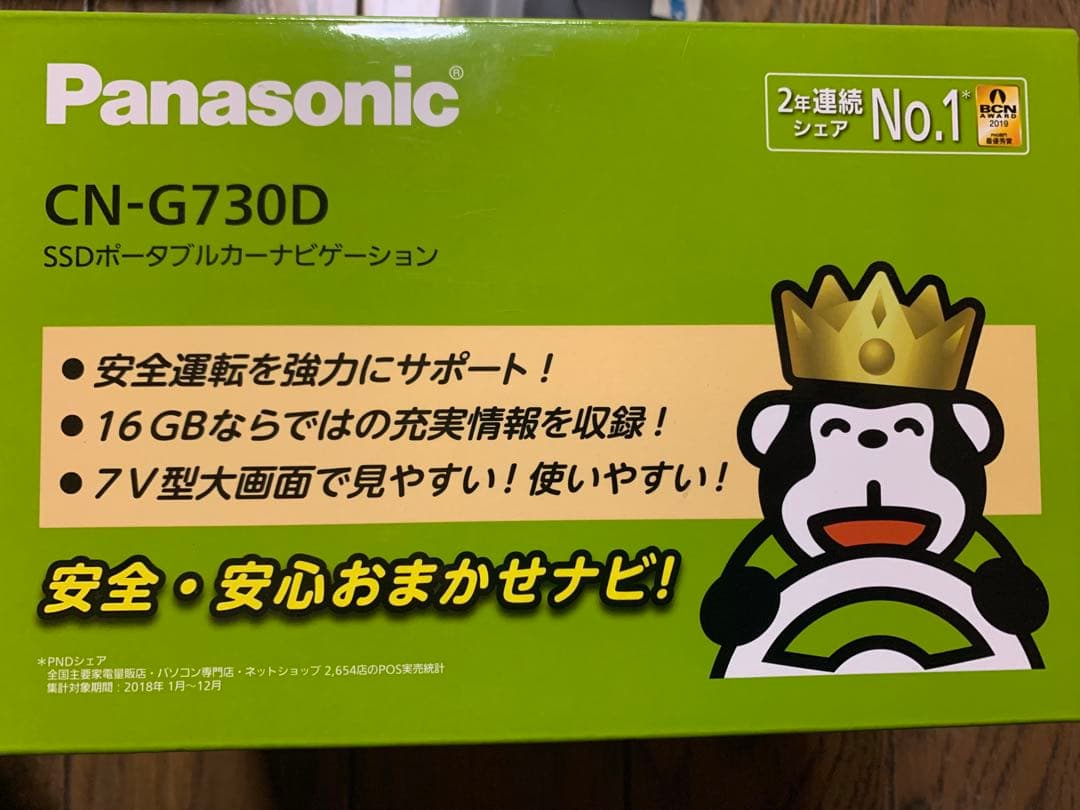 Panasonic®
2年連続
シェア
No.1*
BCN
AWARD
2019
最優秀賞
CN-G730D
SSDポータブルカーナビゲーション
● 安全運転を強力にサポート！
● 16GBならではの充実情報を収録！
● 7V型大画面で見やすい！使いやすい！
安全・安心おまかせナビ!
＊PNDシェア
全国主要家電量販店・パソコン専門店・ネットショップ 2,654店のPOS実売統計
集計対象期間：2018年 1月～12月